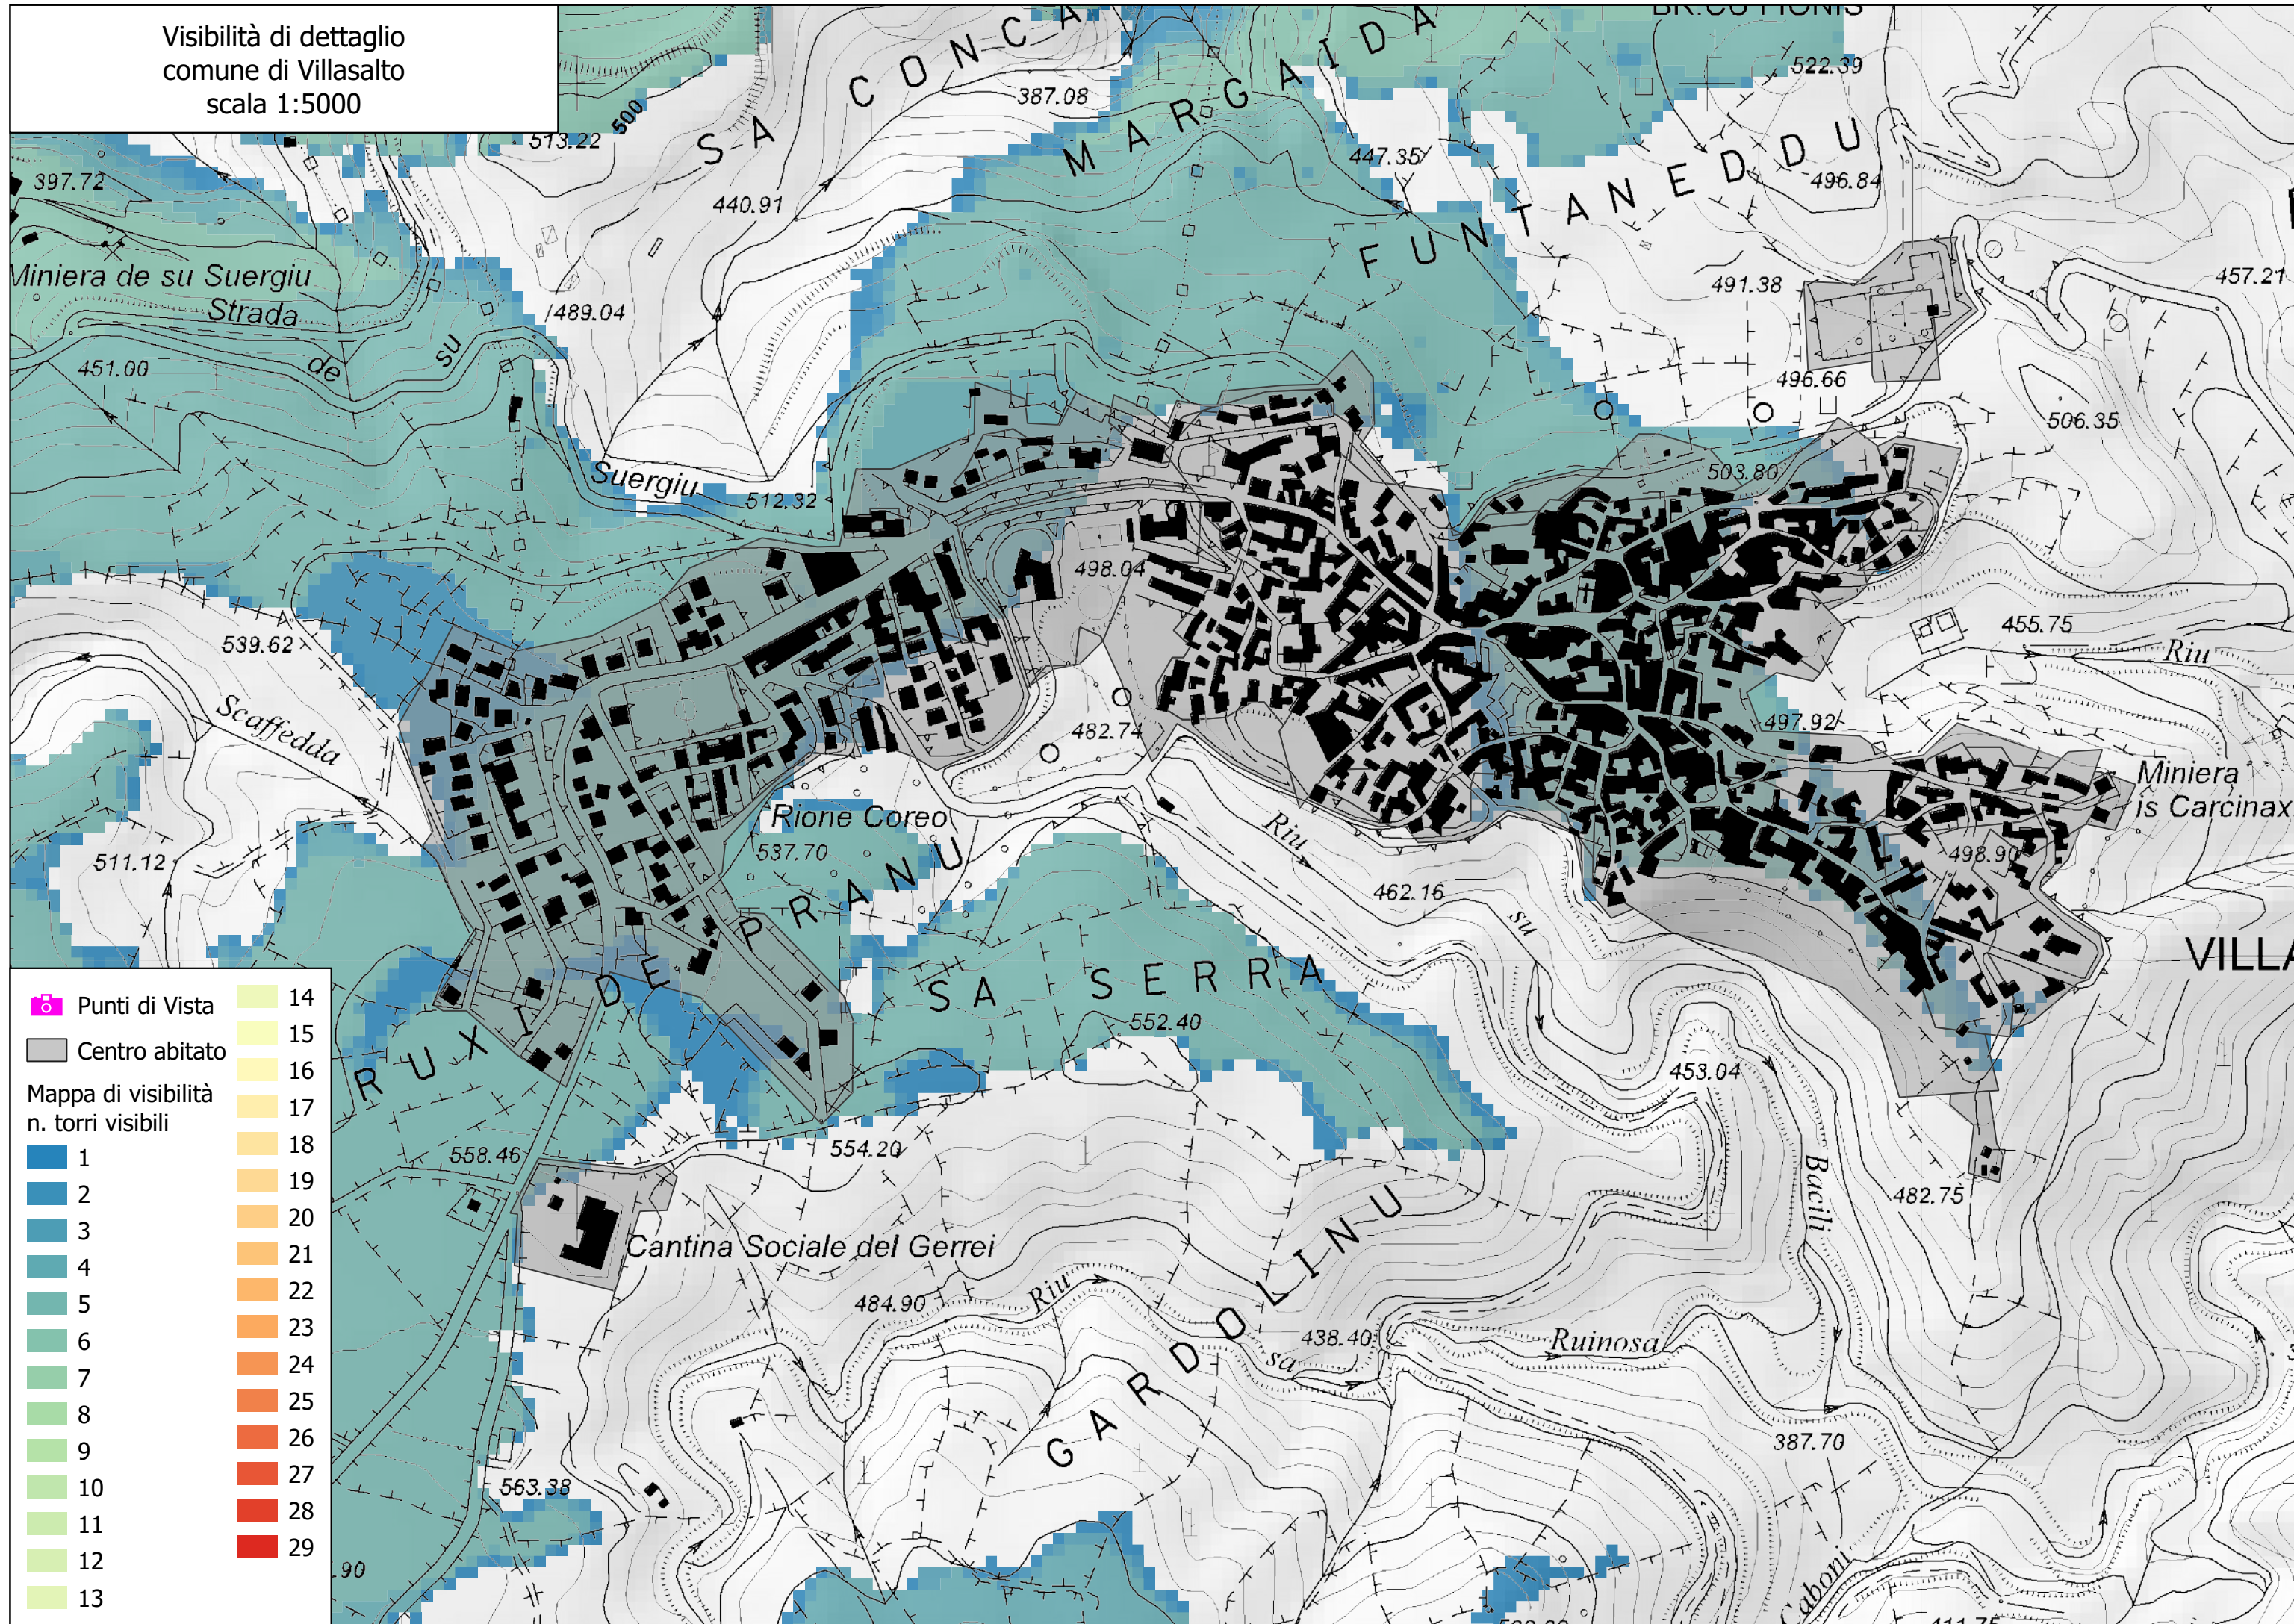 Visibilità di dettaglio
comune di Villasalto
scala 1:5000
SA CONCA
MARGAIDA
FUNTANEDDU
522.39
387.08
513.22
500
447.35
496.84
397.72
440.91
Miniera de su Suergiu
Strada
de
su
Suergiu
489.04
491.38
457.21
451.00
496.66
506.35
512.32
503.80
498.04
539.62
455.75
Riu
Scaffedda
482.74
497.92
Miniera
is Carcinax
Rione Coreo
537.70
Riu
su
Bacili
511.12
462.16
498.90
RUXI DE PRANU
SA SERRA
552.40
453.04
558.46
554.20
482.75
Cantina Sociale del Gerrei
484.90
Riu
sa
Ruinosa
438.40
GARDOLINU
387.70
563.38
.90
Caboni
Punti di Vista
Centro abitato
Mappa di visibilità
n. torri visibili
1
2
3
4
5
6
7
8
9
10
11
12
13
14
15
16
17
18
19
20
21
22
23
24
25
26
27
28
29